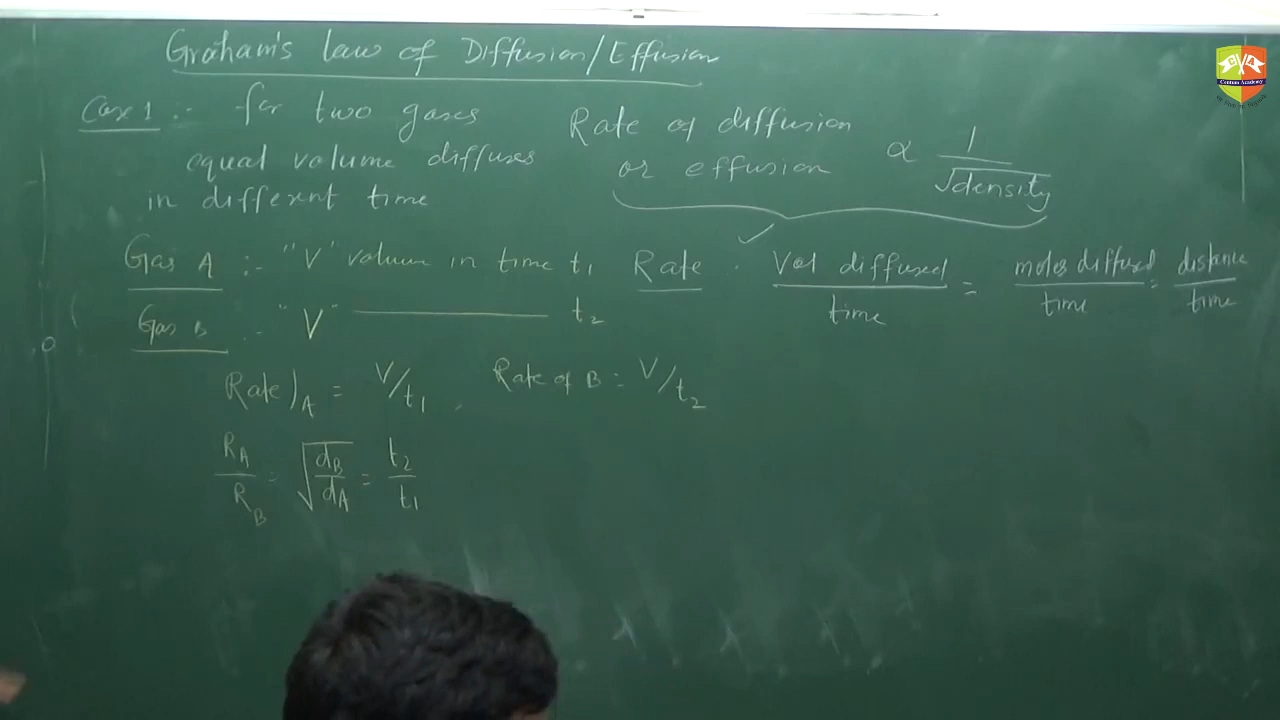 Graham's law of Diffusion/Effusion
Case 1 :- for two gases
equal volume diffuses
in different time
Rate of diffusion
or effusion ∝ 1/√density
Gas A :- "V" volume in time t₁
Gas B :- "V" ———— t₂
Rate = Vol diffused/time = moles diffused/time = distance/time
Rate)A = V/t₁ , Rate of B = V/t₂
RA/RB = √(dB/dA) = t₂/t₁
Centum Academy